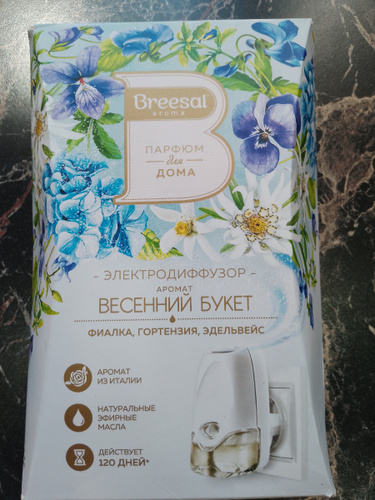 Breesal
aroma
ПАРФЮМ
для
ДОМА
- ЭЛЕКТРОДИФФУЗОР -
АРОМАТ
ВЕСЕННИЙ БУКЕТ
ФИАЛКА, ГОРТЕНЗИЯ, ЭДЕЛЬВЕЙС
АРОМАТ
ИЗ ИТАЛИИ
НАТУРАЛЬНЫЕ
ЭФИРНЫЕ
МАСЛА
ДЕЙСТВУЕТ
120 ДНЕЙ*